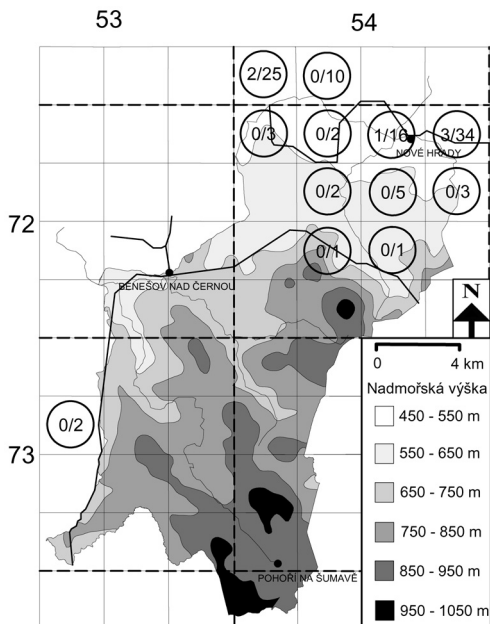 53 54
2/25 0/10
0/3 0/2 1/16 3/34
NOVÉ HRADY
0/2 0/5 0/3
72
0/1 0/1
BENEŠOV NAD ČERNOU
N
0 4 km
Nadmořská výška
450 - 550 m
0/2
550 - 650 m
73
650 - 750 m
750 - 850 m
850 - 950 m
POHOŘÍ NA ŠUMAVĚ
950 - 1050 m